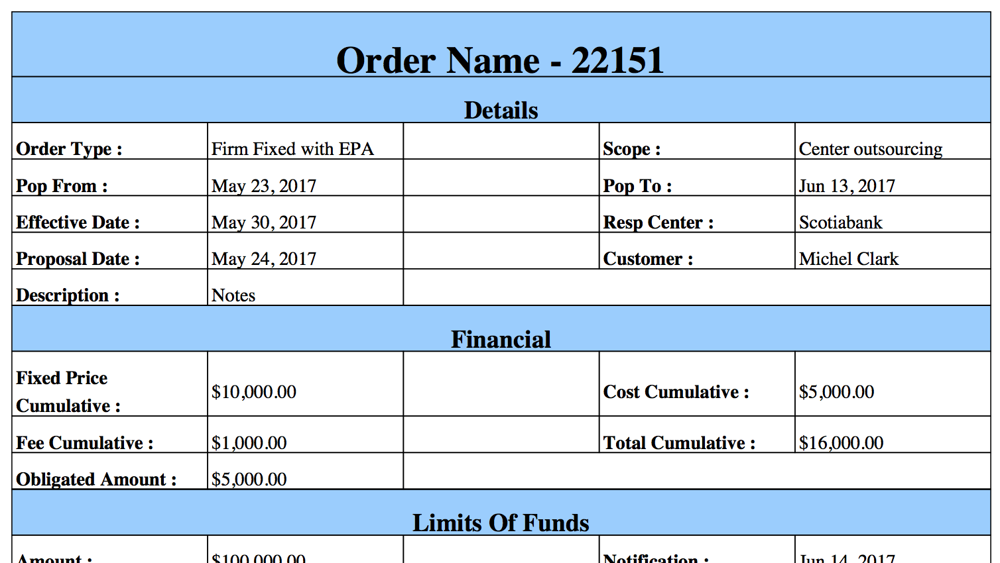 Order Name - 22151
Details
Order Type : Firm Fixed with EPA Scope : Center outsourcing
Pop From : May 23, 2017 Pop To : Jun 13, 2017
Effective Date : May 30, 2017 Resp Center : Scotiabank
Proposal Date : May 24, 2017 Customer : Michel Clark
Description : Notes
Financial
Fixed Price
Cumulative : $10,000.00 Cost Cumulative : $5,000.00
Fee Cumulative : $1,000.00 Total Cumulative : $16,000.00
Obligated Amount : $5,000.00
Limits Of Funds
Amount : $100,000.00 Notification : Jun 14, 2017